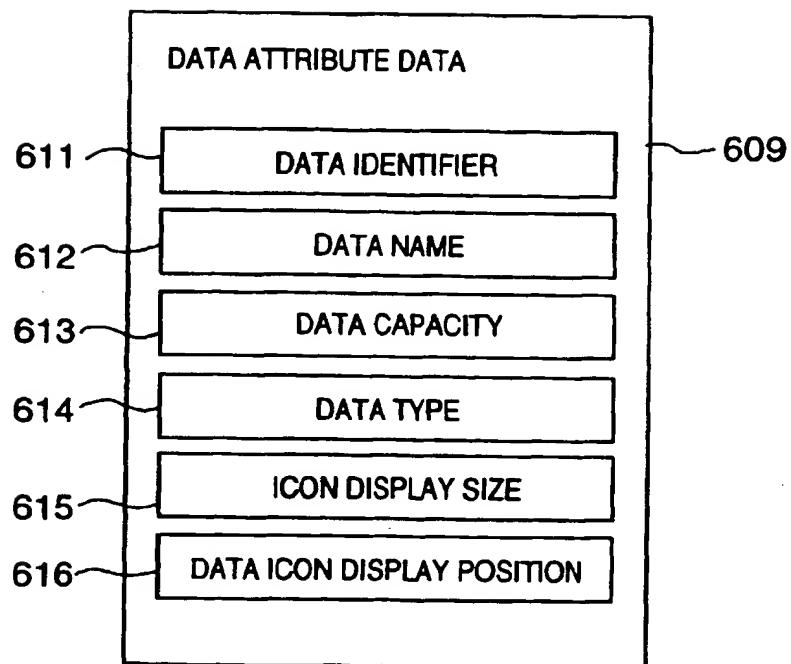 DATA ATTRIBUTE DATA
611 DATA IDENTIFIER 609
612 DATA NAME
613 DATA CAPACITY
614 DATA TYPE
615 ICON DISPLAY SIZE
616 DATA ICON DISPLAY POSITION